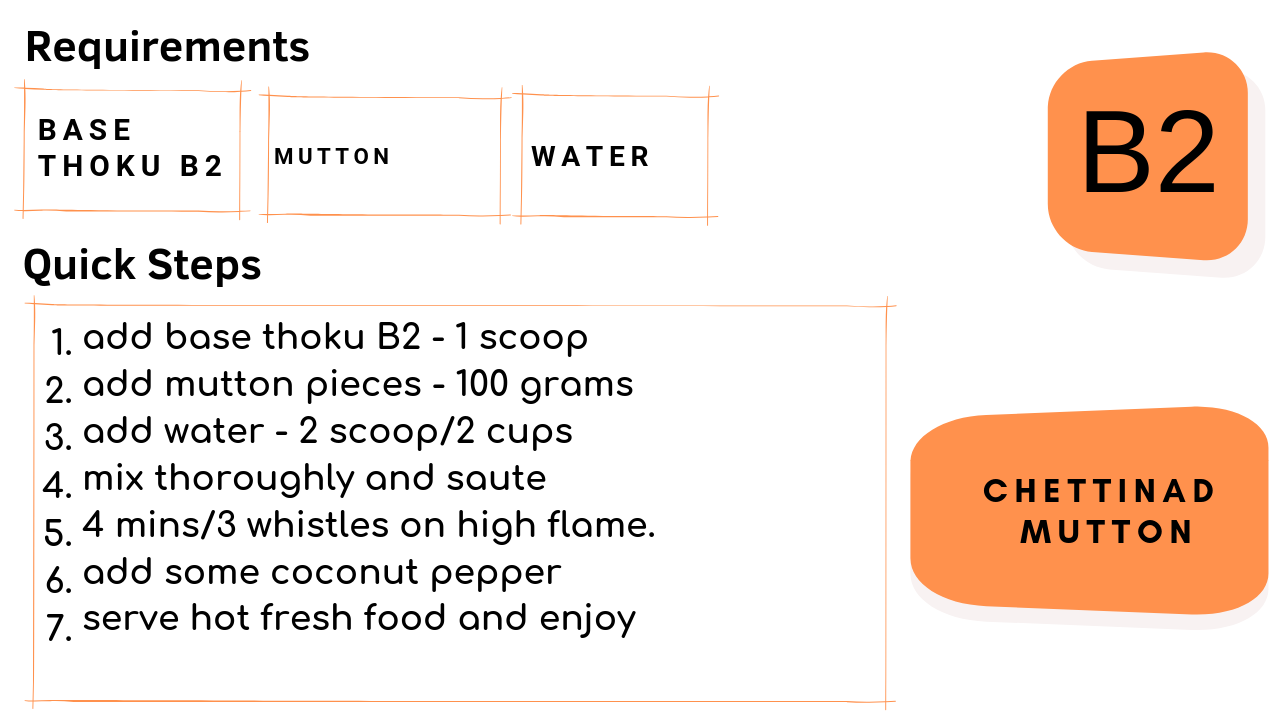 Requirements
BASE
THOKU B2
MUTTON
WATER
B2
Quick Steps
1. add base thoku B2 - 1 scoop
2. add mutton pieces - 100 grams
3. add water - 2 scoop/2 cups
4. mix thoroughly and saute
5. 4 mins/3 whistles on high flame.
6. add some coconut pepper
7. serve hot fresh food and enjoy
CHETTINAD
MUTTON